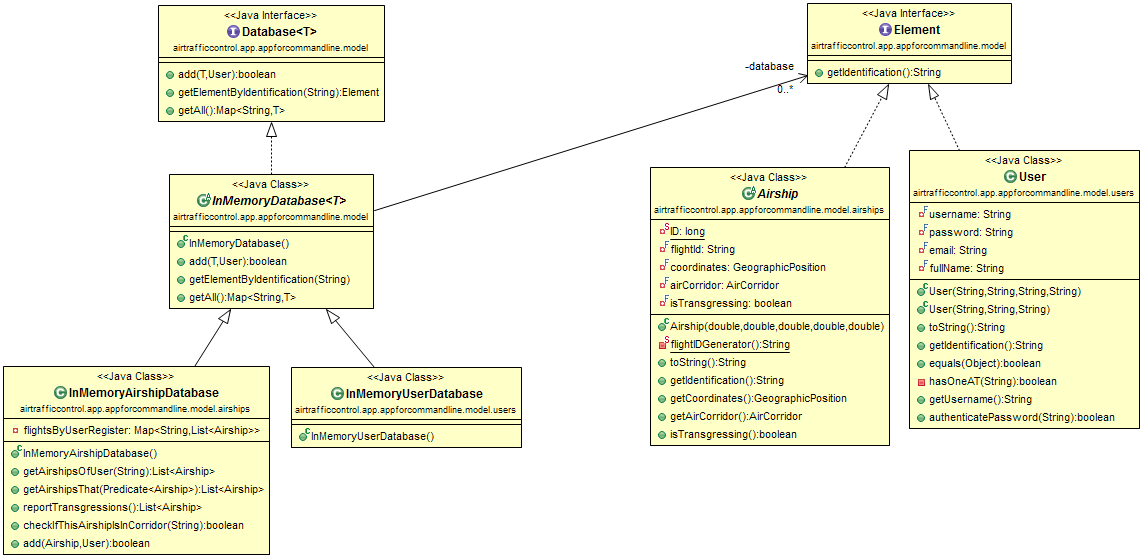 <<Java Interface>>
Database<T>
airtrafficcontrol.app.appforcommandline.model
add(T,User):boolean
getElementByIdentification(String):Element
getAll():Map<String,T>
<<Java Interface>>
Element
airtrafficcontrol.app.appforcommandline.model
getIdentification():String
-database
0..*
<<Java Class>>
InMemoryDatabase<T>
airtrafficcontrol.app.appforcommandline.model
InMemoryDatabase()
add(T,User):boolean
getElementByIdentification(String)
getAll():Map<String,T>
<<Java Class>>
Airship
airtrafficcontrol.app.appforcommandline.model.airships
ID: long
flightId: String
coordinates: GeographicPosition
airCorridor: AirCorridor
isTransgressing: boolean
Airship(double,double,double,double,double)
flightIDGenerator():String
toString():String
getIdentification():String
getCoordinates():GeographicPosition
getAirCorridor():AirCorridor
isTransgressing():boolean
<<Java Class>>
User
airtrafficcontrol.app.appforcommandline.model.users
username: String
password: String
email: String
fullName: String
User(String,String,String,String)
User(String,String,String)
toString():String
getIdentification():String
equals(Object):boolean
hasOneAT(String):boolean
getUsername():String
authenticatePassword(String):boolean
<<Java Class>>
InMemoryAirshipDatabase
airtrafficcontrol.app.appforcommandline.model.airships
flightsByUserRegister: Map<String,List<Airship>>
InMemoryAirshipDatabase()
getAirshipsOfUser(String):List<Airship>
getAirshipsThat(Predicate<Airship>):List<Airship>
reportTransgressions():List<Airship>
checkIfThisAirshipIsInCorridor(String):boolean
add(Airship,User):boolean
<<Java Class>>
InMemoryUserDatabase
airtrafficcontrol.app.appforcommandline.model.users
InMemoryUserDatabase()